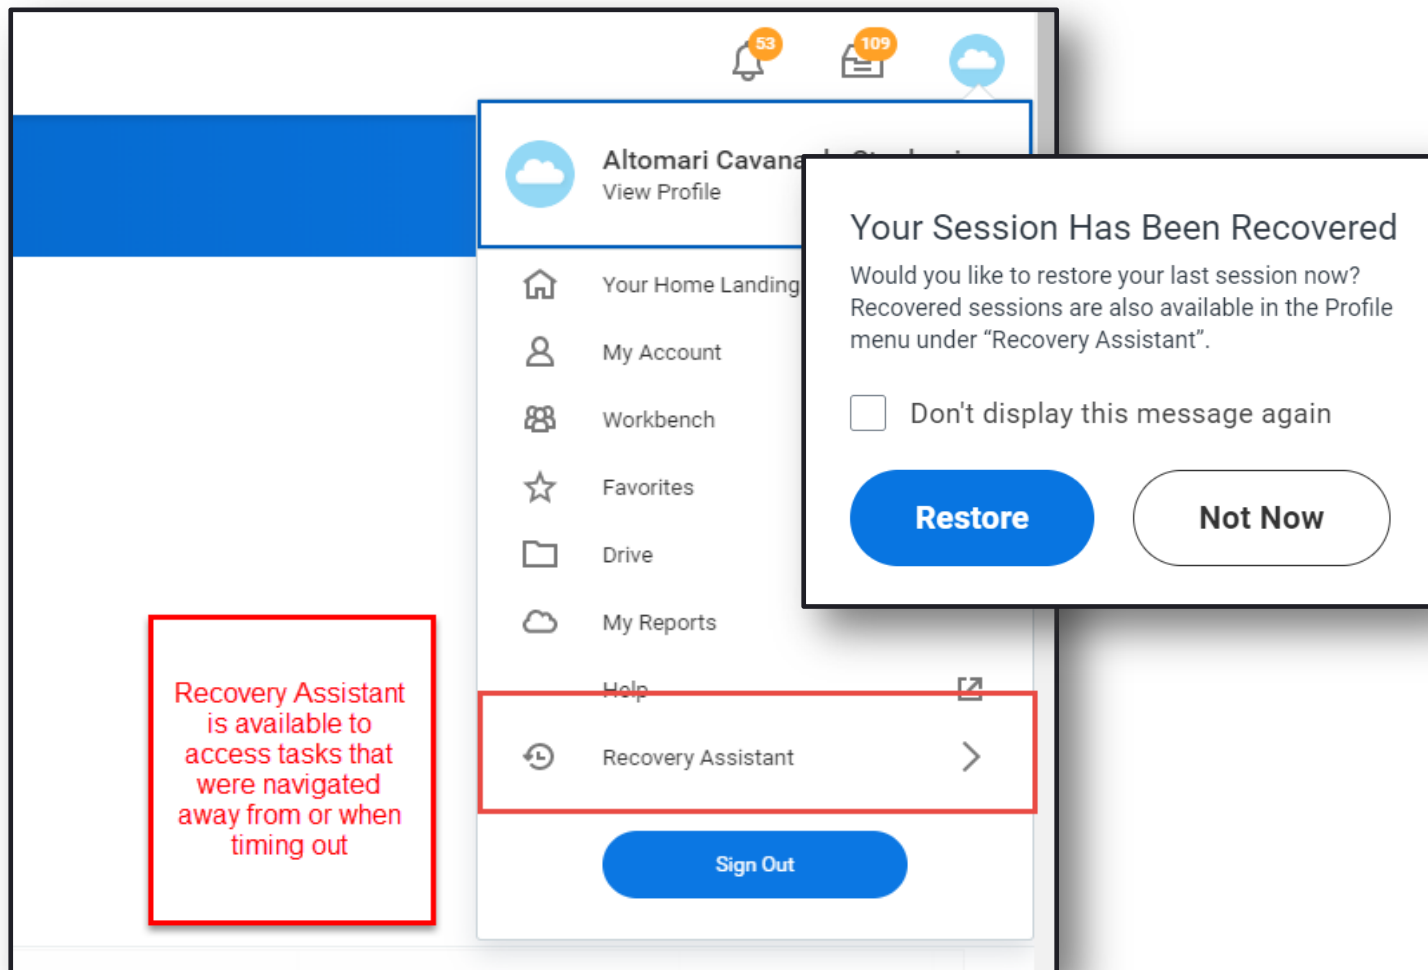 53
109
Altomari
View Profile
Your Home Landing
My Account
Workbench
Favorites
Drive
My Reports
Help
Recovery Assistant
Sign Out
Your Session Has Been Recovered
Would you like to restore your last session now?
Recovered sessions are also available in the Profile
menu under “Recovery Assistant”.
Don't display this message again
Restore
Not Now
Recovery Assistant
is available to
access tasks that
were navigated
away from or when
timing out